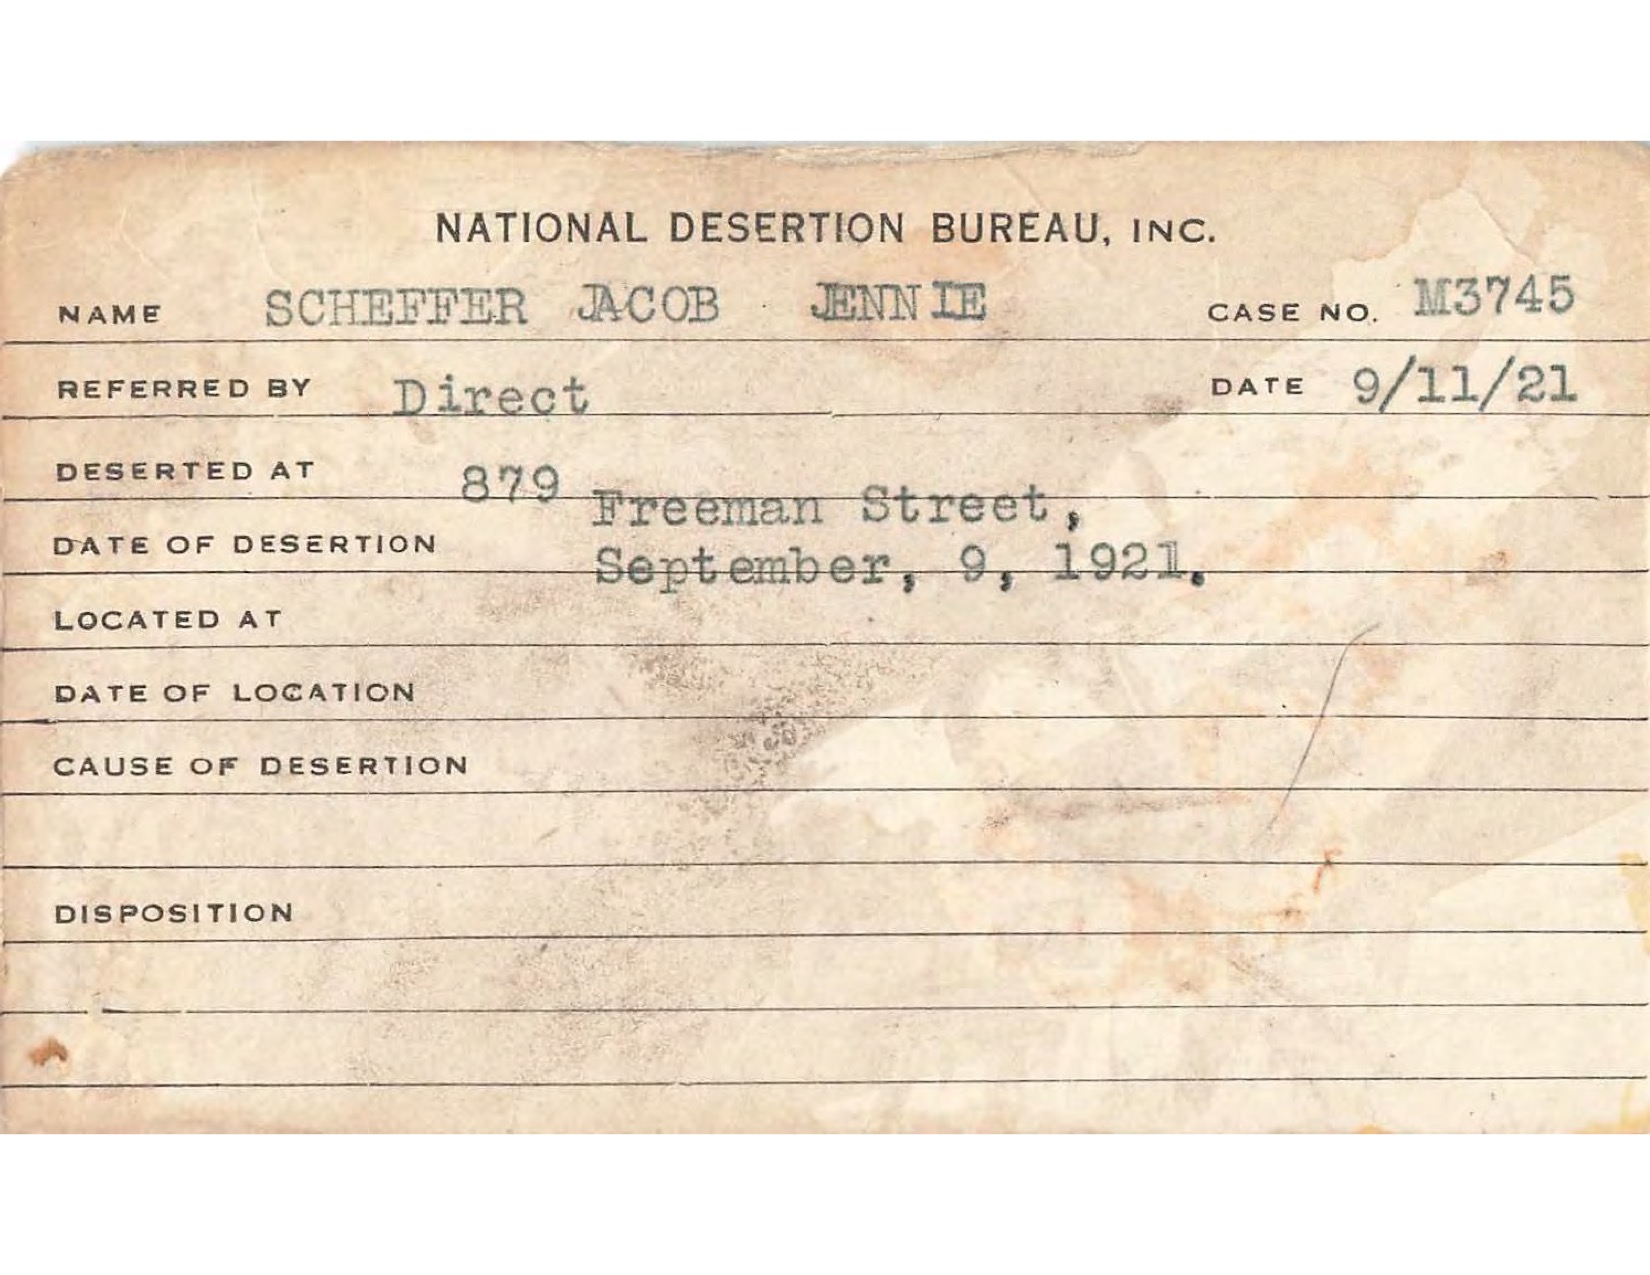 NATIONAL DESERTION BUREAU, INC.
NAME SCHEFFER JACOB JENNIE CASE NO. M3745
REFERRED BY Direct DATE 9/11/21
DESERTED AT 879 Freeman Street,
DATE OF DESERTION September, 9, 1921.
LOCATED AT
DATE OF LOCATION
CAUSE OF DESERTION
DISPOSITION